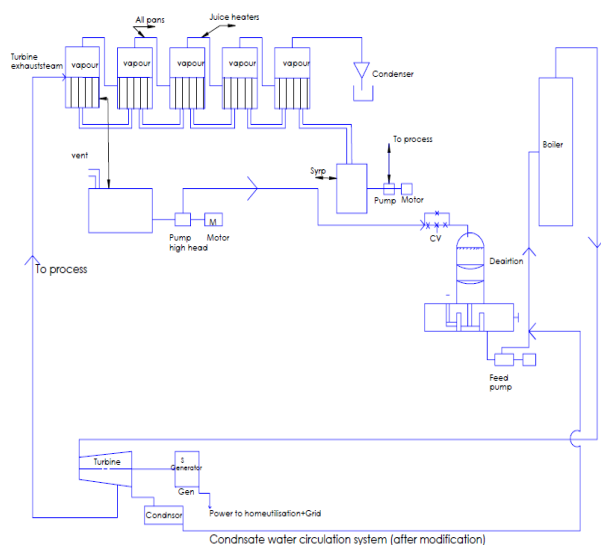 All pans
Juice heaters
Turbine
exhauststeam
vapour
vapour
vapour
vapour
vapour
Condenser
To process
Boiler
Syrp
vent
Pump
Motor
M
Pump
high head
Motor
CV
Deairtion
To process
Feed
pump
Turbine
S
Generator
Gen
Condnsor
Power to homeutilisation+Grid
Condnsate water circulation system (after modification)